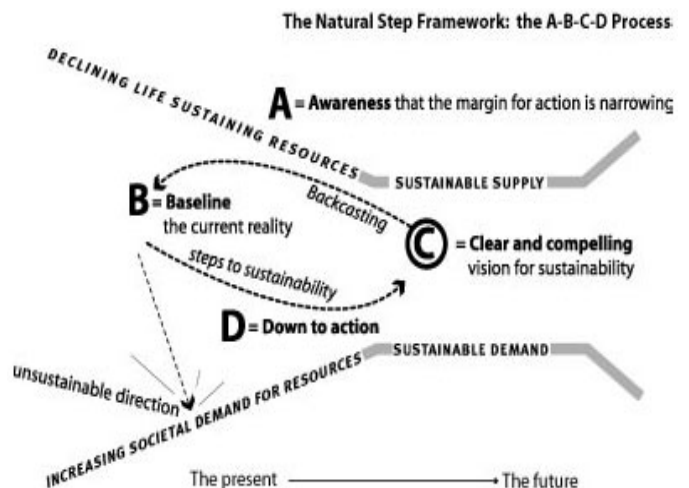 The Natural Step Framework: the A-B-C-D Process
DECLINING LIFE SUSTAINING RESOURCES
A = Awareness that the margin for action is narrowing
SUSTAINABLE SUPPLY
Backcasting
B = Baseline
the current reality
C = Clear and compelling
vision for sustainability
steps to sustainability
D = Down to action
SUSTAINABLE DEMAND
unsustainable direction
INCREASING SOCIETAL DEMAND FOR RESOURCES
The present
The future